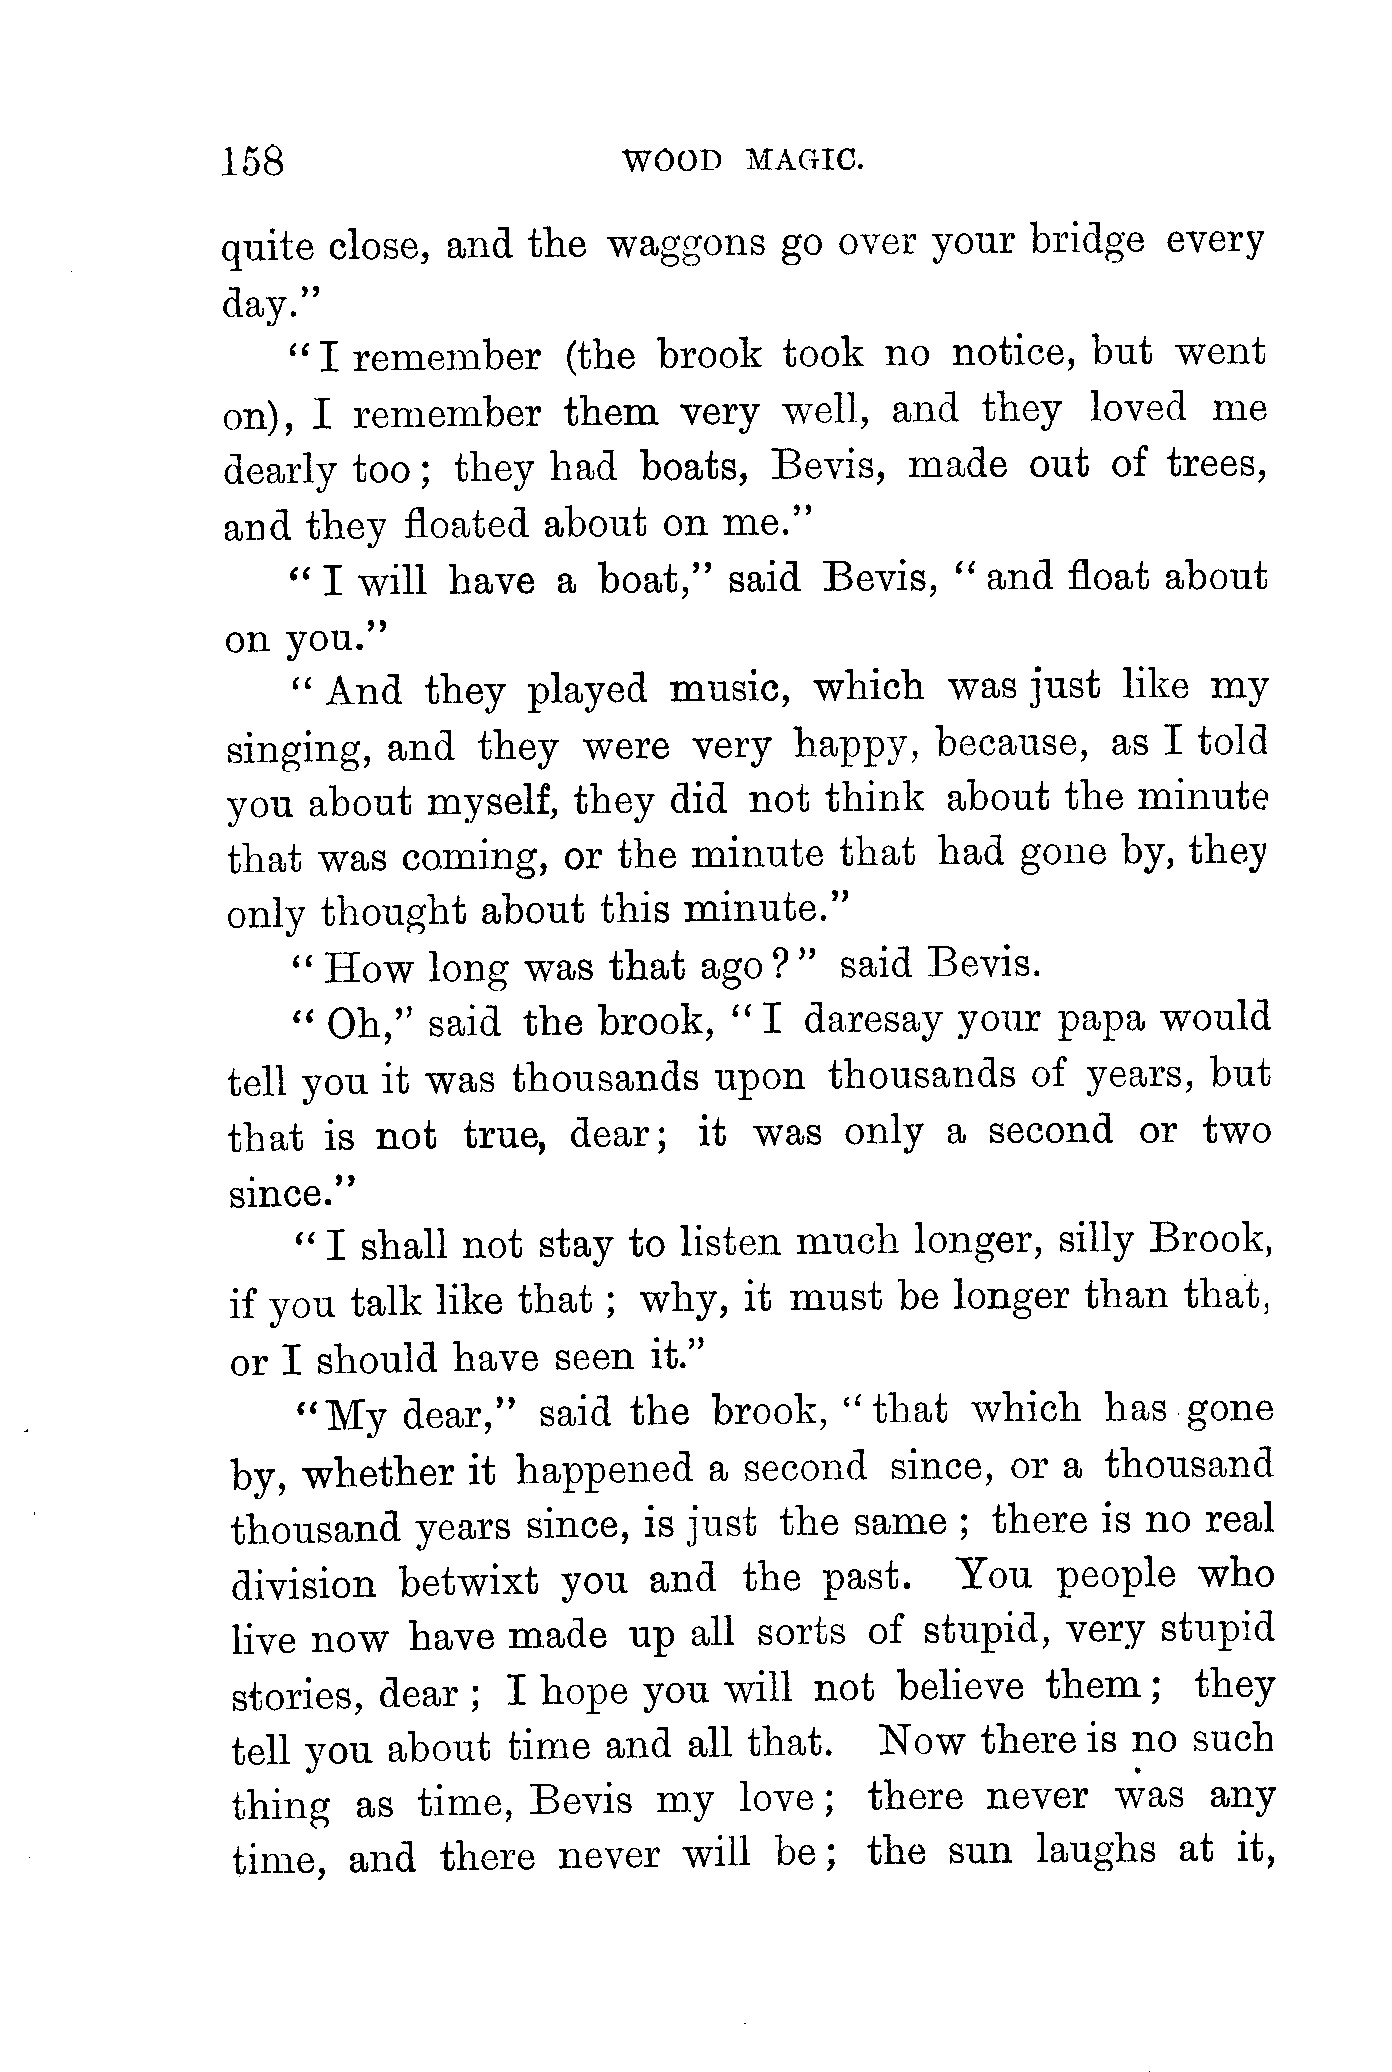 158 WOOD MAGIC.
quite close, and the waggons go over your bridge every
day."
"I remember (the brook took no notice, but went
on), I remember them very well, and they loved me
dearly too; they had boats, Bevis, made out of trees,
and they floated about on me."
"I will have a boat," said Bevis, "and float about
on you."
"And they played music, which was just like my
singing, and they were very happy, because, as I told
you about myself, they did not think about the minute
that was coming, or the minute that had gone by, they
only thought about this minute."
"How long was that ago?" said Bevis.
"Oh," said the brook, "I daresay your papa would
tell you it was thousands upon thousands of years, but
that is not true, dear; it was only a second or two
since."
"I shall not stay to listen much longer, silly Brook,
if you talk like that; why, it must be longer than that,
or I should have seen it."
"My dear," said the brook, "that which has gone
by, whether it happened a second since, or a thousand
thousand years since, is just the same; there is no real
division betwixt you and the past. You people who
live now have made up all sorts of stupid, very stupid
stories, dear; I hope you will not believe them; they
tell you about time and all that. Now there is no such
thing as time, Bevis my love; there never was any
time, and there never will be; the sun laughs at it,